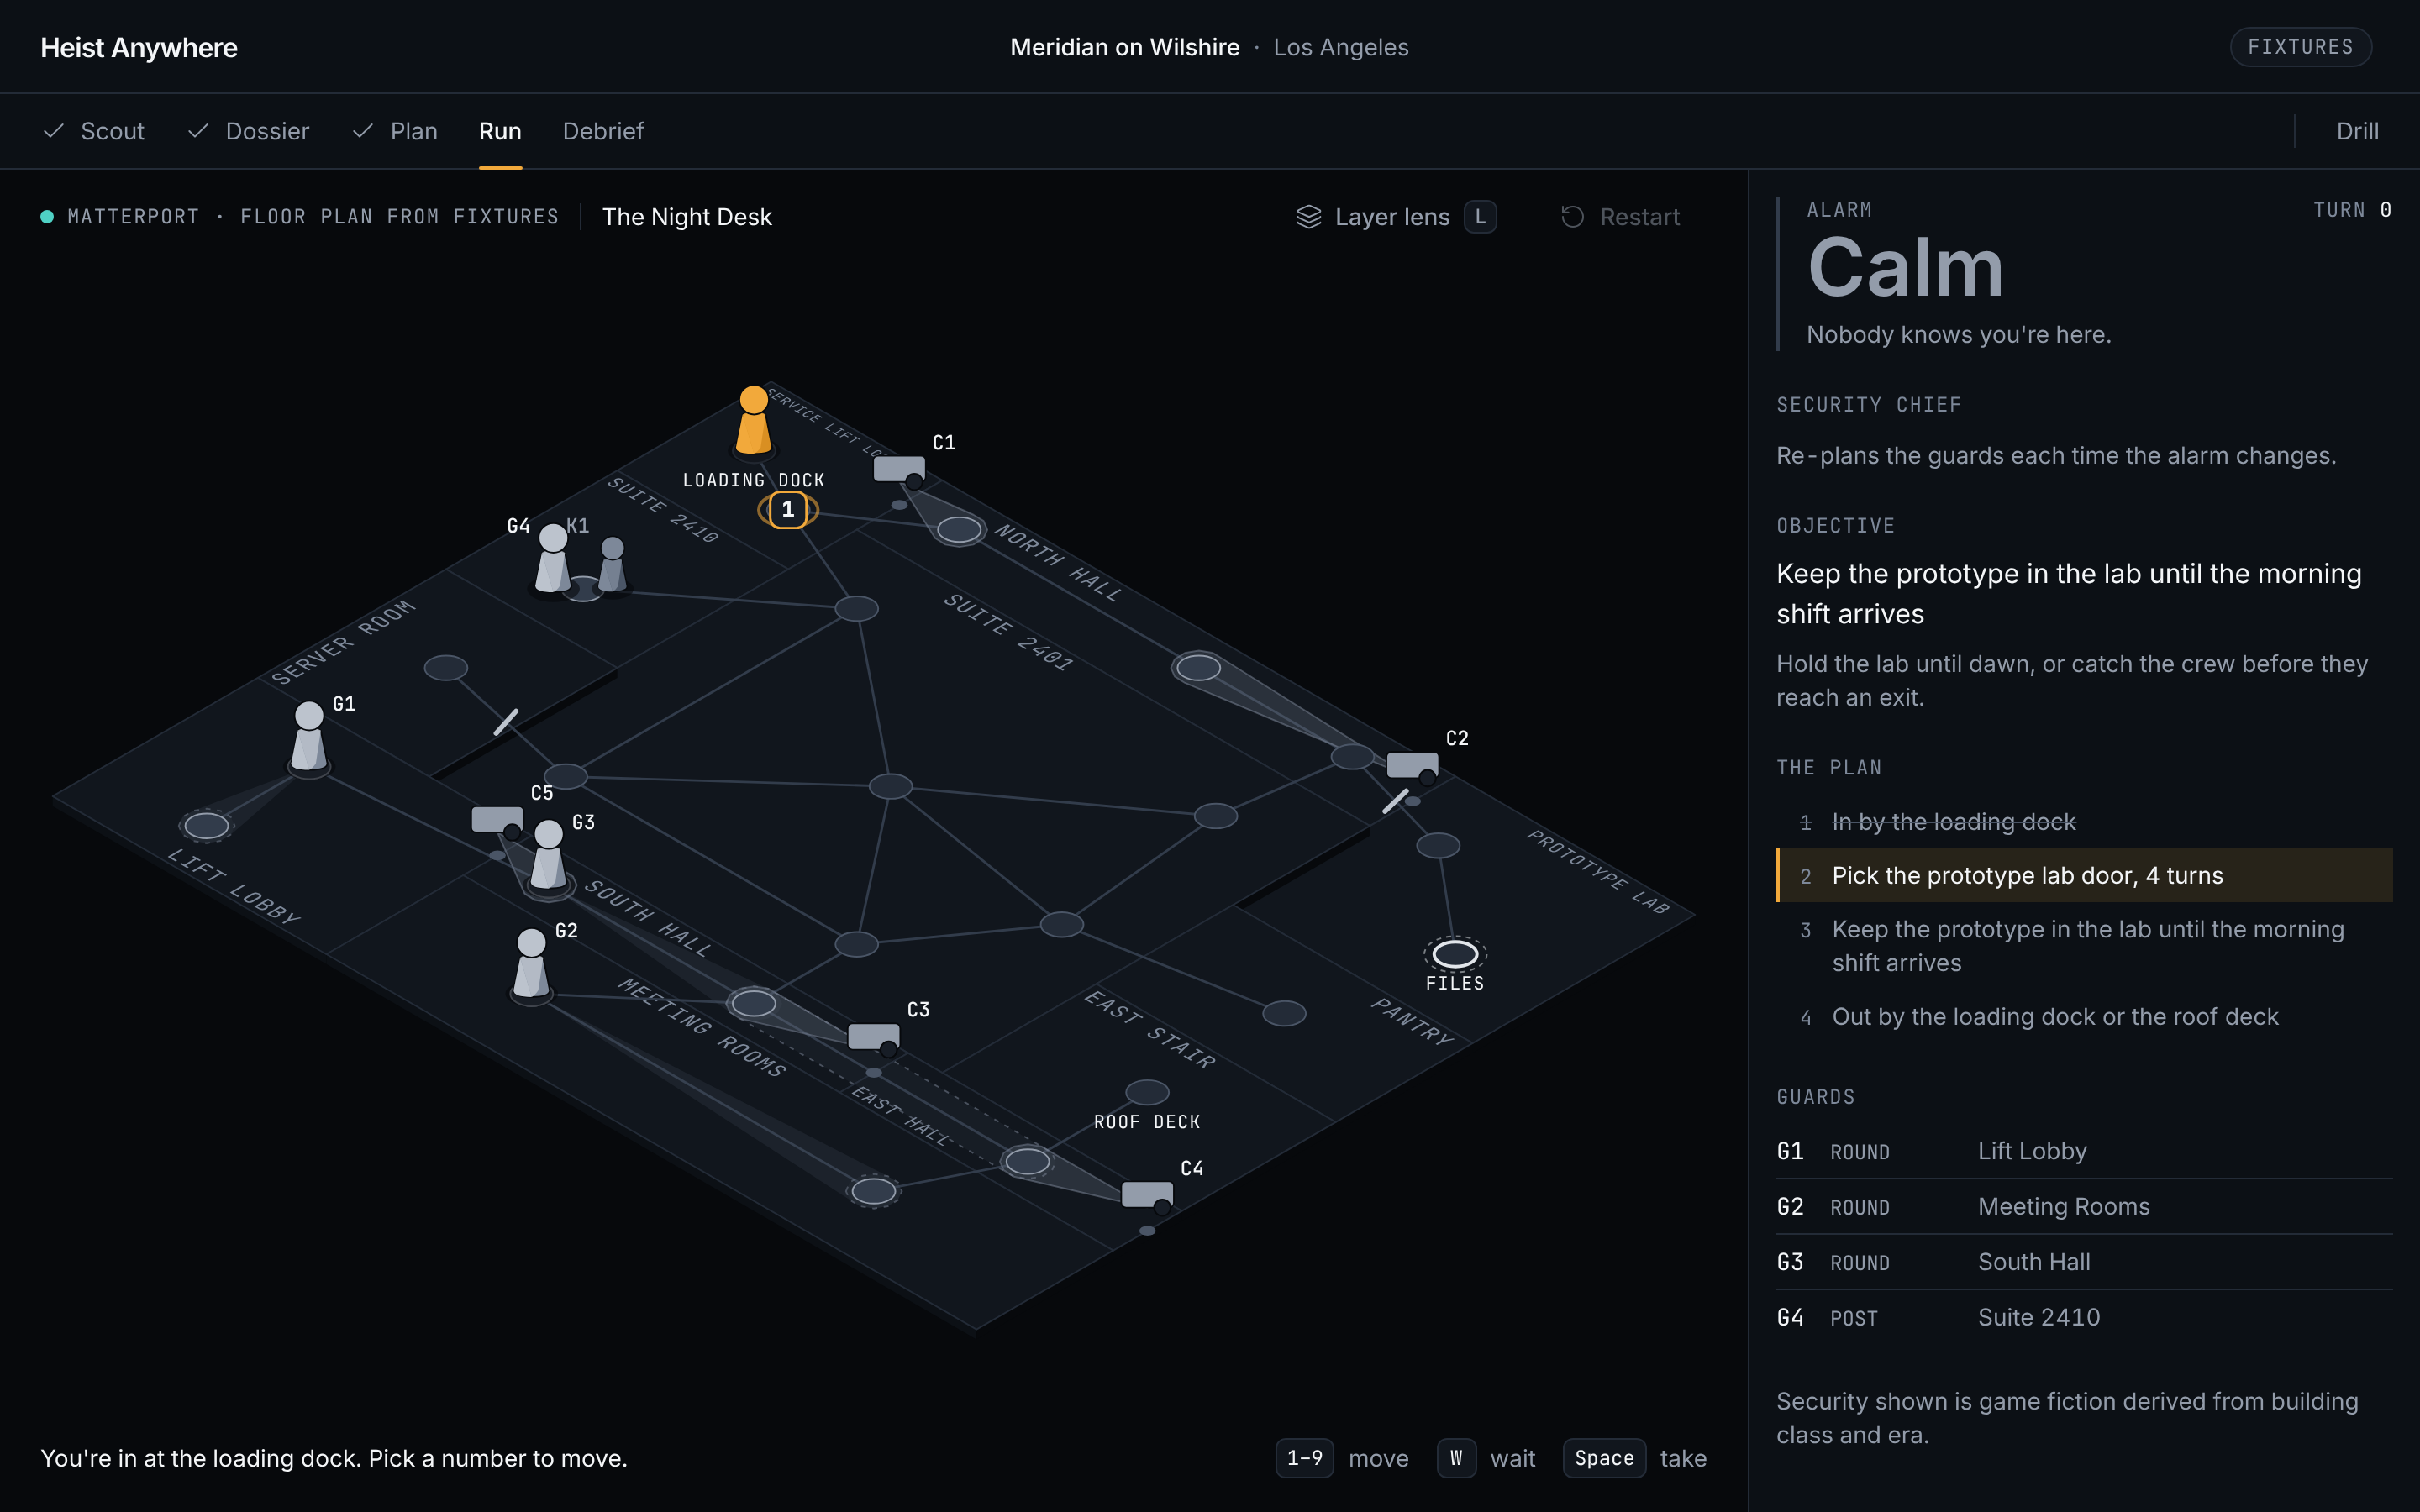 Heist Anywhere
Meridian on Wilshire · Los Angeles
FIXTURES
Scout
Dossier
Plan
Run
Debrief
Drill
MATTERPORT · FLOOR PLAN FROM FIXTURES
The Night Desk
Layer lens L
Restart
SERVICE LIFT
C1
LOADING DOCK
1
SUITE 2410
G4
K1
NORTH HALL
SUITE 2401
SERVER ROOM
G1
C2
C5
G3
PROTOTYPE LAB
LIFT LOBBY
SOUTH HALL
G2
FILES
MEETING ROOMS
C3
EAST STAIR
PANTRY
EAST HALL
ROOF DECK
C4
You're in at the loading dock. Pick a number to move.
1–9 move
W wait
Space take
ALARM
TURN 0
Calm
Nobody knows you're here.
SECURITY CHIEF
Re-plans the guards each time the alarm changes.
OBJECTIVE
Keep the prototype in the lab until the morning
shift arrives
Hold the lab until dawn, or catch the crew before they
reach an exit.
THE PLAN
1 In by the loading dock
2 Pick the prototype lab door, 4 turns
3 Keep the prototype in the lab until the morning
shift arrives
4 Out by the loading dock or the roof deck
GUARDS
G1 ROUND Lift Lobby
G2 ROUND Meeting Rooms
G3 ROUND South Hall
G4 POST Suite 2410
Security shown is game fiction derived from building
class and era.